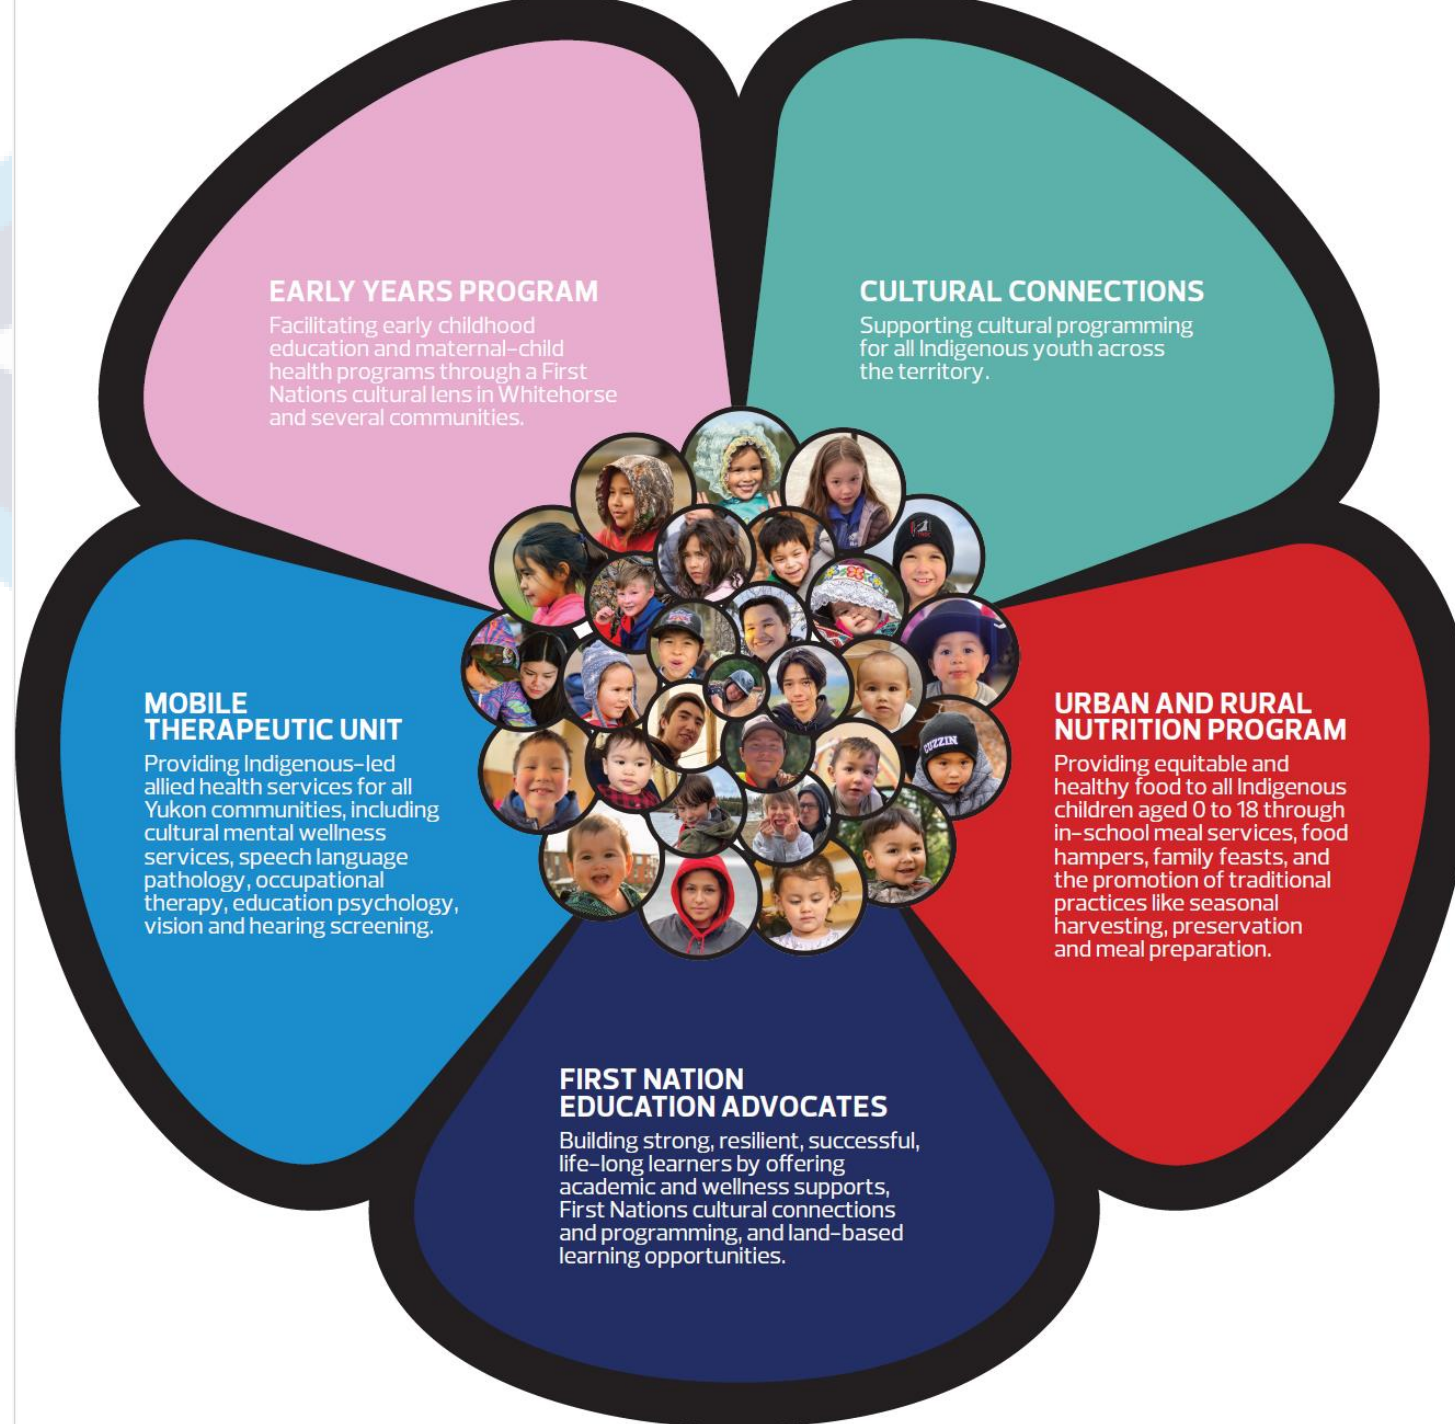 EARLY YEARS PROGRAM
Facilitating early childhood
education and maternal-child
health programs through a First
Nations cultural lens in Whitehorse
and several communities.
CULTURAL CONNECTIONS
Supporting cultural programming
for all Indigenous youth across
the territory.
MOBILE
THERAPEUTIC UNIT
Providing Indigenous-led
allied health services for all
Yukon communities, including
cultural mental wellness
services, speech language
pathology, occupational
therapy, education psychology,
vision and hearing screening.
URBAN AND RURAL
NUTRITION PROGRAM
Providing equitable and
healthy food to all Indigenous
children aged 0 to 18 through
in-school meal services, food
hampers, family feasts, and
the promotion of traditional
practices like seasonal
harvesting, preservation
and meal preparation.
CUZZIN
FIRST NATION
EDUCATION ADVOCATES
Building strong, resilient, successful,
life-long learners by offering
academic and wellness supports,
First Nations cultural connections
and programming, and land-based
learning opportunities.